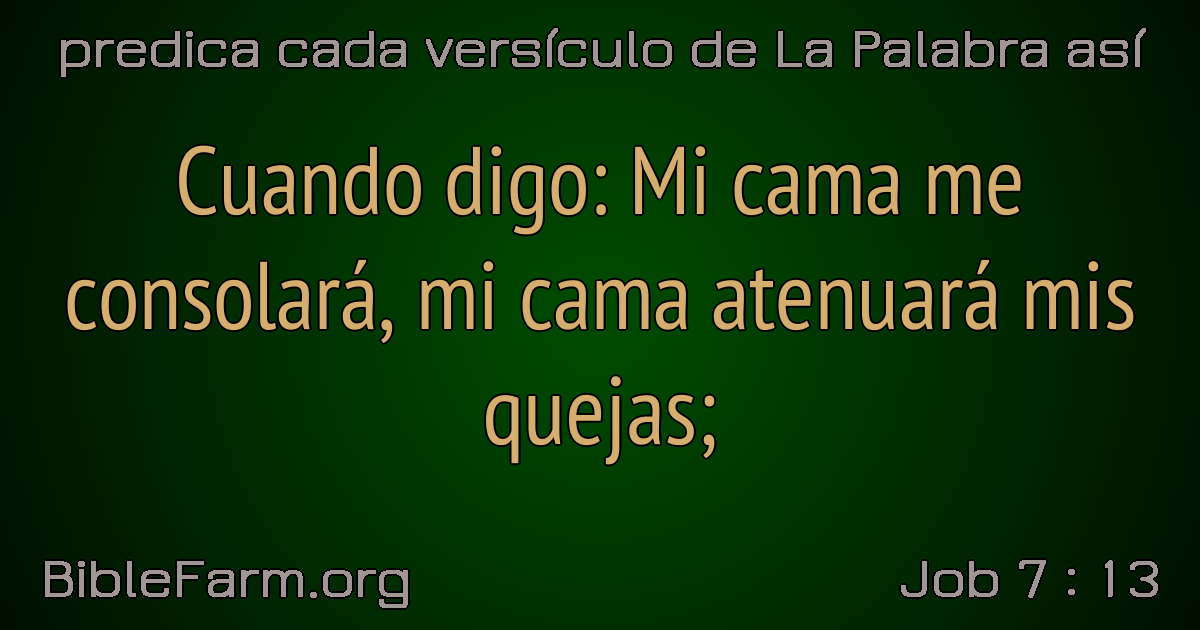 predica cada versículo de La Palabra así
Cuando digo: Mi cama me
consolará, mi cama atenuará mis
quejas;
BibleFarm.org
Job 7 : 13